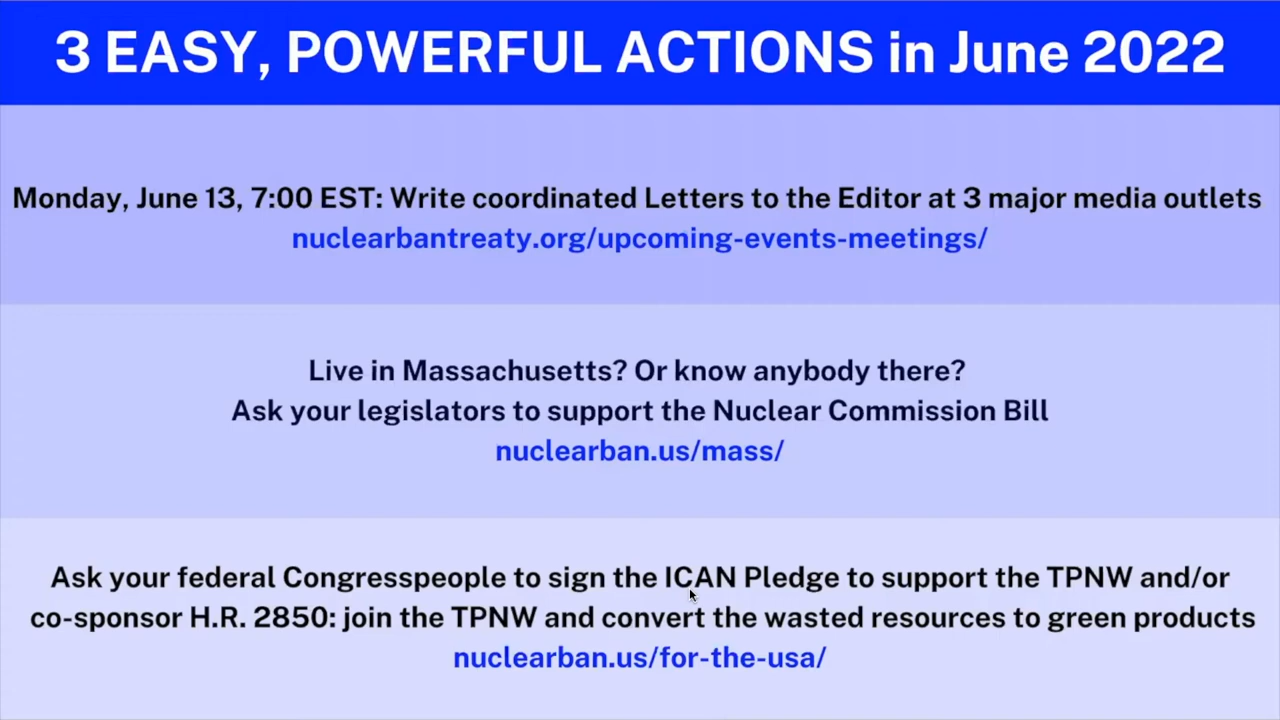 3 EASY, POWERFUL ACTIONS in June 2022
Monday, June 13, 7:00 EST: Write coordinated Letters to the Editor at 3 major media outlets
nuclearbantreaty.org/upcoming-events-meetings/
Live in Massachusetts? Or know anybody there?
Ask your legislators to support the Nuclear Commission Bill
nuclearban.us/mass/
Ask your federal Congresspeople to sign the ICAN Pledge to support the TPNW and/or
co-sponsor H.R. 2850: join the TPNW and convert the wasted resources to green products
nuclearban.us/for-the-usa/